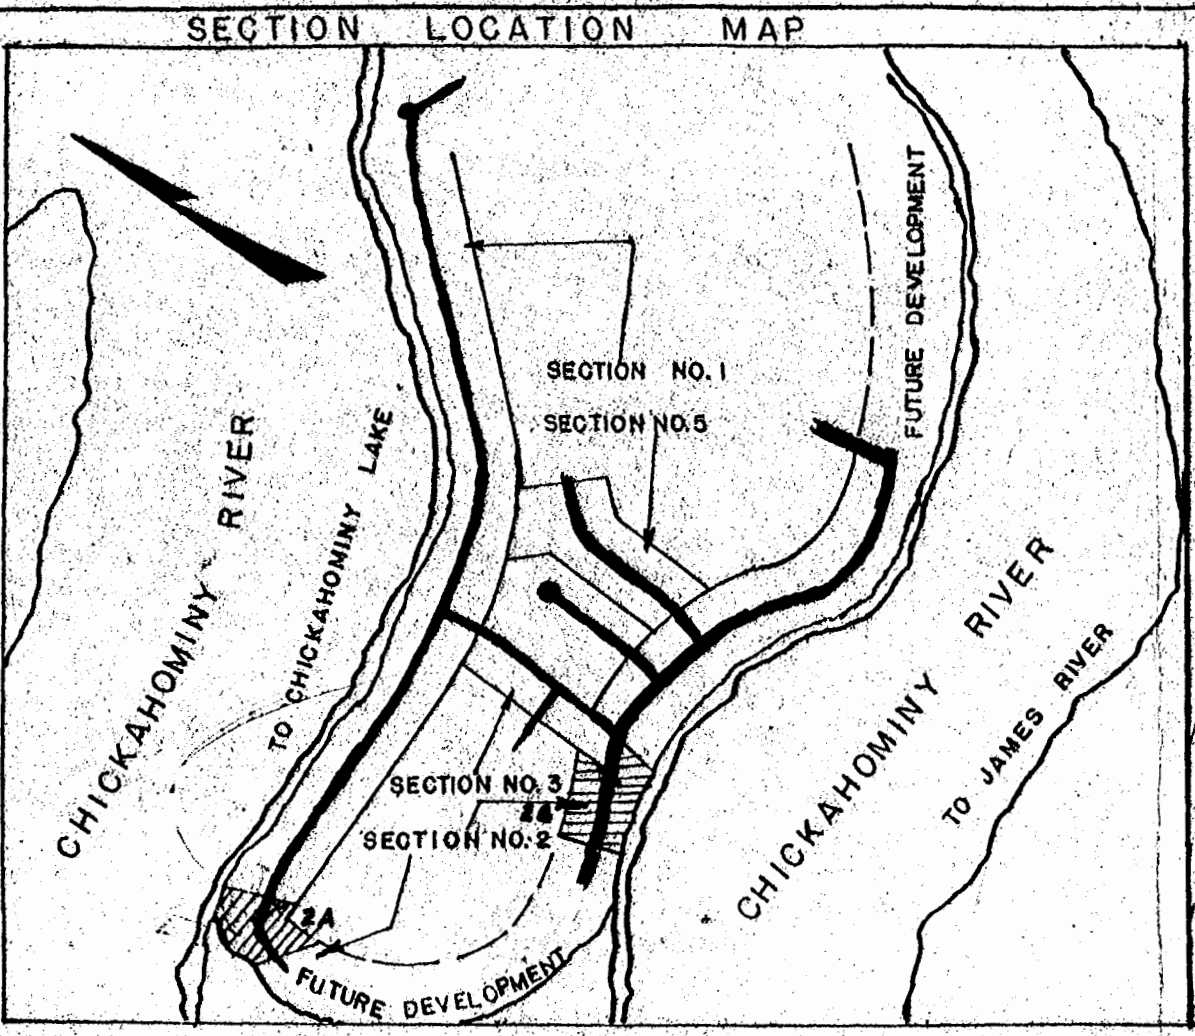 SECTION LOCATION MAP
FUTURE DEVELOPMENT
SECTION NO. 1
SECTION NO. 5
CHICKAHOMINY RIVER
TO CHICKAHOMINY LAKE
CHICKAHOMINY RIVER
TO JAMES RIVER
SECTION NO. 3
SECTION NO. 2
2A
FUTURE DEVELOPMENT